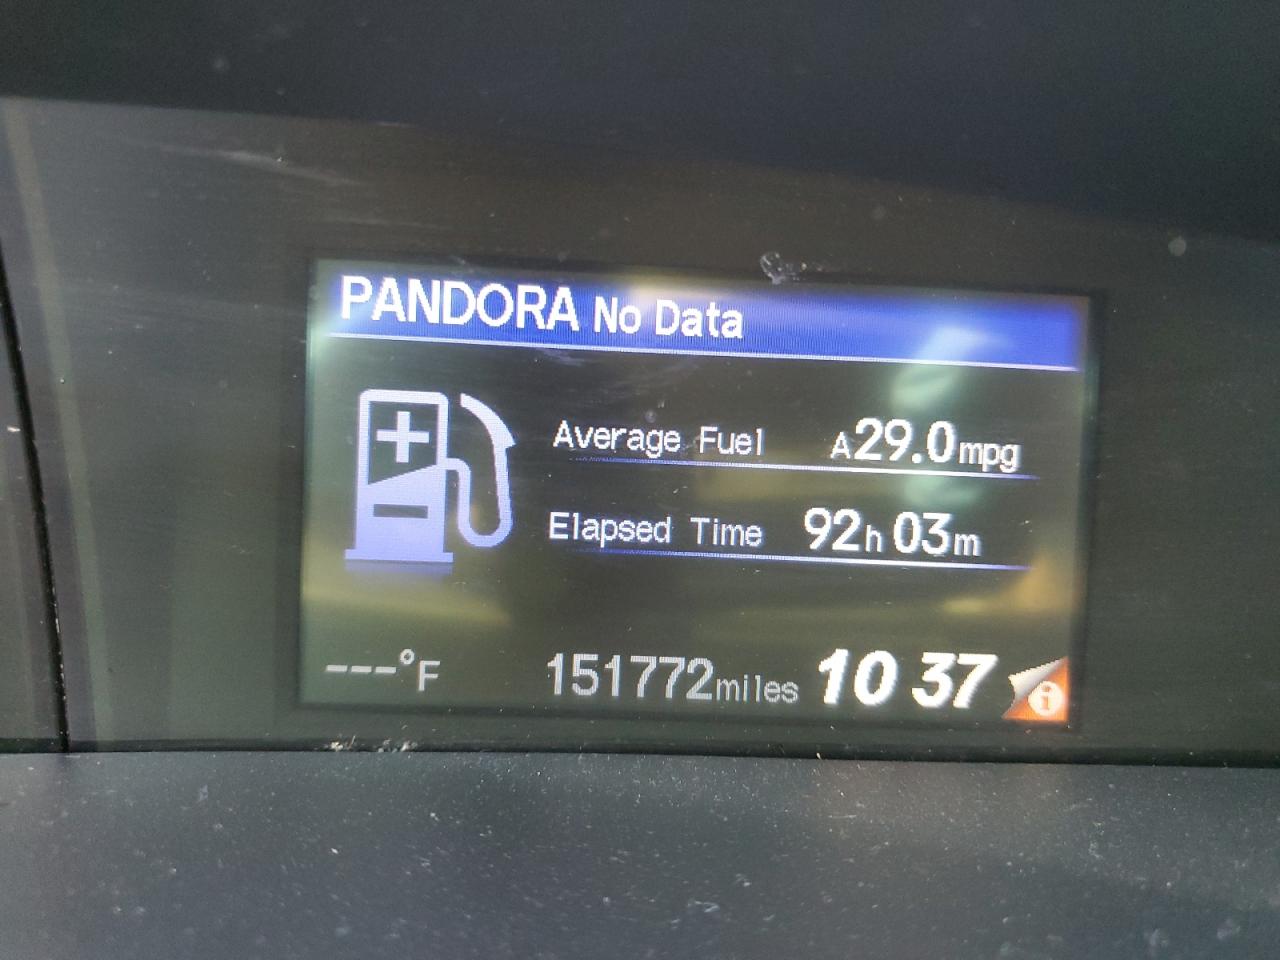 PANDORA No Data
Average Fuel A29.0mpg
Elapsed Time 92h 03m
---°F 151772miles 10 37 i